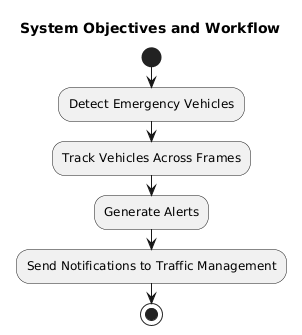 System Objectives and Workflow
Detect Emergency Vehicles
Track Vehicles Across Frames
Generate Alerts
Send Notifications to Traffic Management